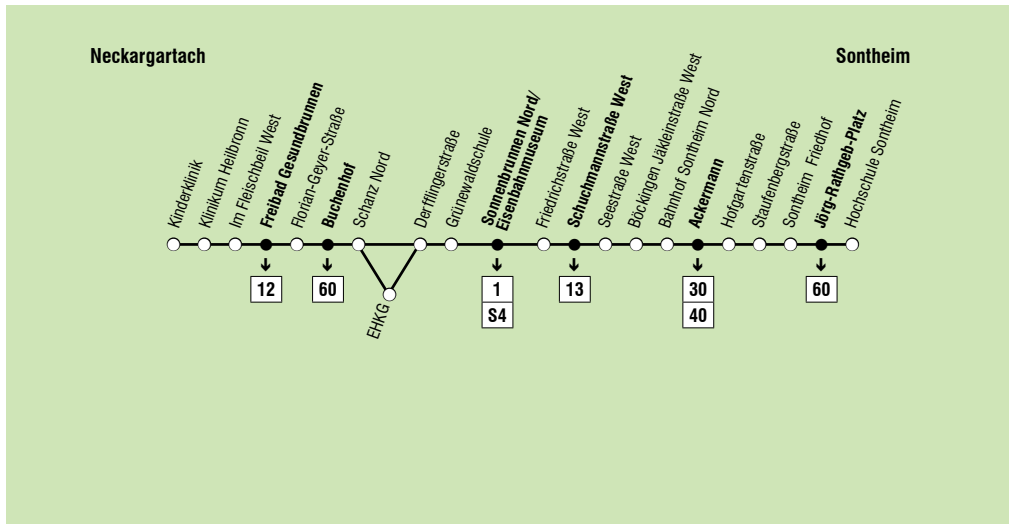 Neckargartach
Sontheim
Kinderklinik
Klinikum Heilbronn
Im Fleischbeil West
Freibad Gesundbrunnen
Florian-Geyer-Straße
Buchenhof
Schanz Nord
EHKG
Derfflingerstraße
Grünewaldschule
Sonnenbrunnen Nord/
Eisenbahnmuseum
Friedrichstraße West
Schuchmannstraße West
Seestraße West
Böckingen Jäkleinstraße West
Bahnhof Sontheim Nord
Ackermann
Hofgartenstraße
Staufenbergstraße
Sontheim Friedhof
Jörg-Rathgeb-Platz
Hochschule Sontheim
12
60
1
S4
13
30
40
60